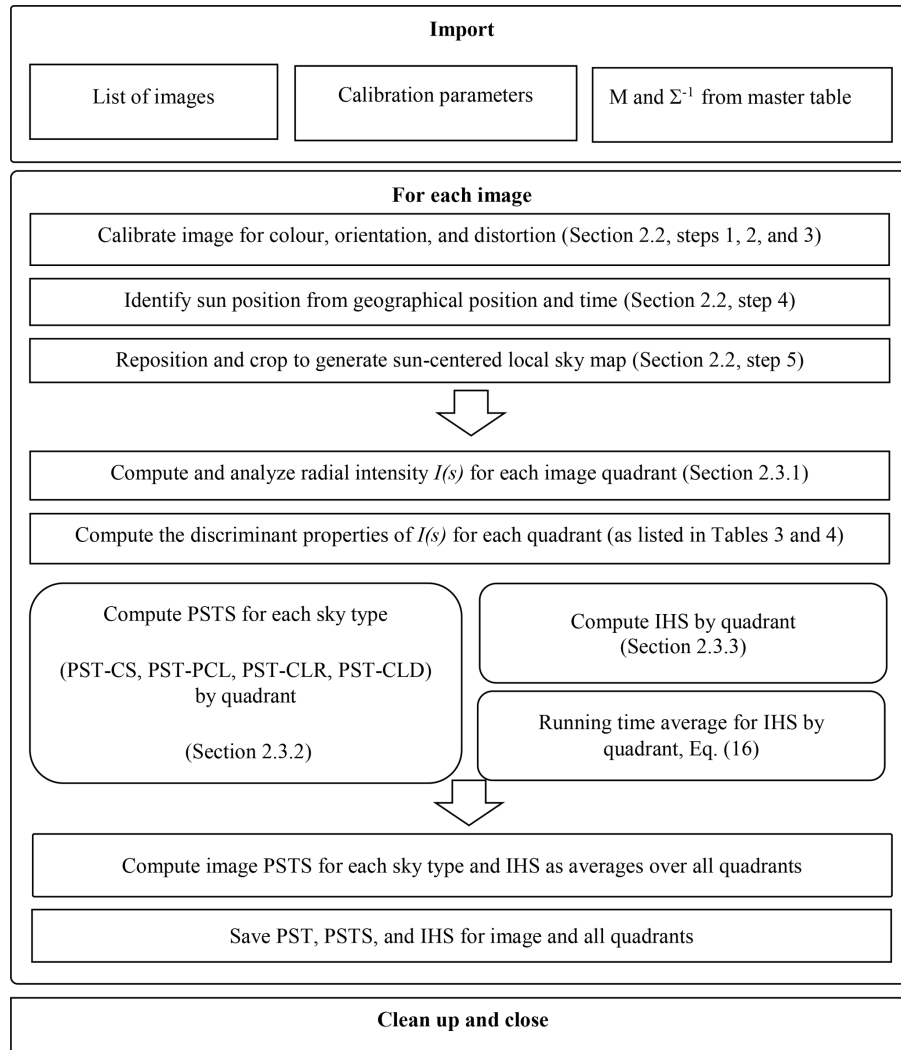 Import
List of images
Calibration parameters
M and Σ⁻¹ from master table
For each image
Calibrate image for colour, orientation, and distortion (Section 2.2, steps 1, 2, and 3)
Identify sun position from geographical position and time (Section 2.2, step 4)
Reposition and crop to generate sun-centered local sky map (Section 2.2, step 5)
Compute and analyze radial intensity I(s) for each image quadrant (Section 2.3.1)
Compute the discriminant properties of I(s) for each quadrant (as listed in Tables 3 and 4)
Compute PSTS for each sky type
(PST-CS, PST-PCL, PST-CLR, PST-CLD)
by quadrant
(Section 2.3.2)
Compute IHS by quadrant
(Section 2.3.3)
Running time average for IHS by
quadrant, Eq. (16)
Compute image PSTS for each sky type and IHS as averages over all quadrants
Save PST, PSTS, and IHS for image and all quadrants
Clean up and close